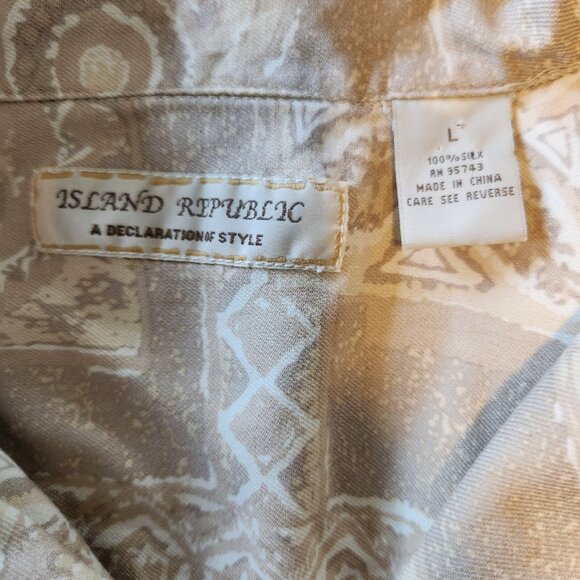 ISLAND REPUBLIC
A DECLARATION OF STYLE
L
100% SILK
RN 95743
MADE IN CHINA
CARE SEE REVERSE